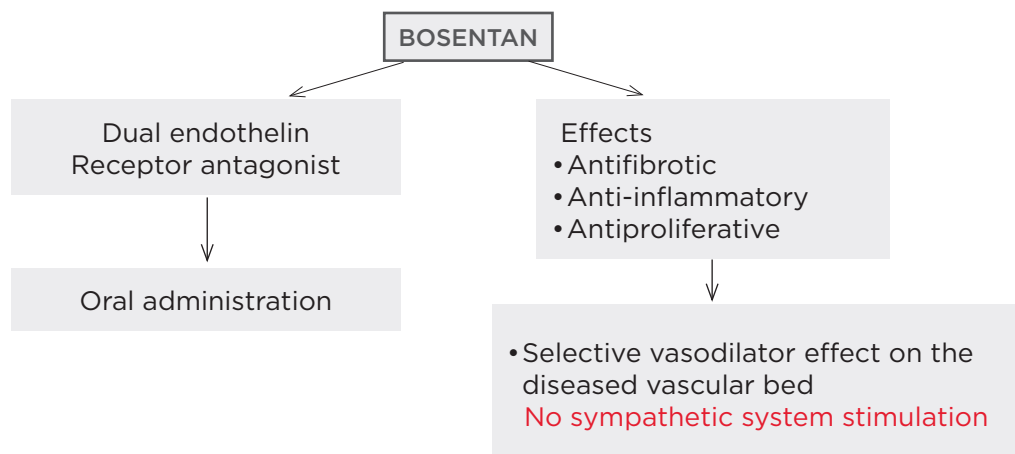 BOSENTAN
Dual endothelin
Receptor antagonist
Oral administration
Effects
• Antifibrotic
• Anti-inflammatory
• Antiproliferative
• Selective vasodilator effect on the
diseased vascular bed
No sympathetic system stimulation